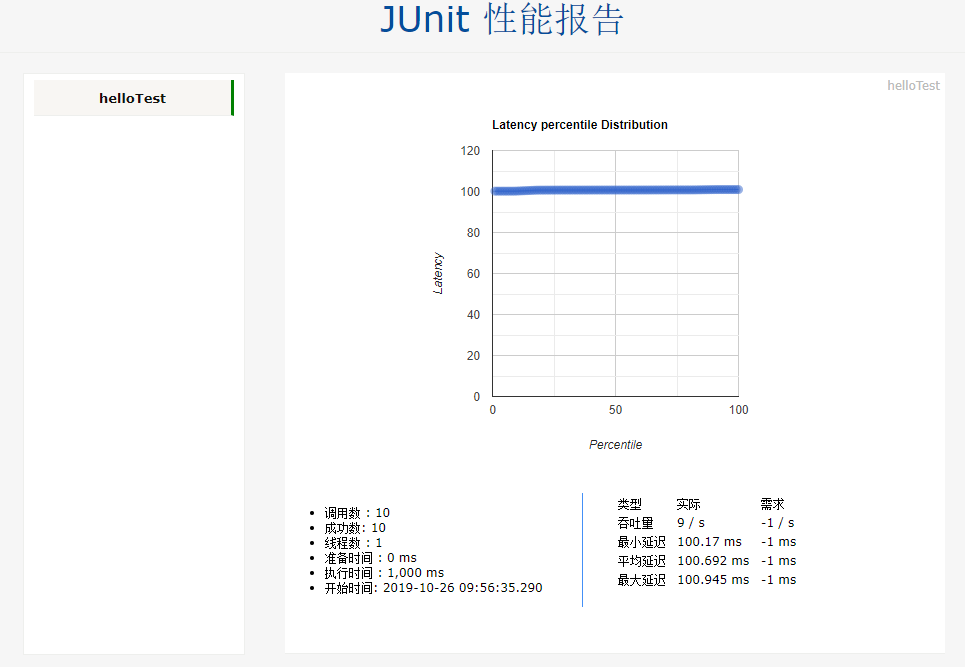 JUnit 性能报告
helloTest
helloTest
Latency percentile Distribution
120
100
80
60
40
20
0
Latency
0 50 100
Percentile
调用数 : 10
成功数: 10
线程数 : 1
准备时间 : 0 ms
执行时间 : 1,000 ms
开始时间: 2019-10-26 09:56:35.290
类型 实际 需求
吞吐量 9 / s -1 / s
最小延迟 100.17 ms -1 ms
平均延迟 100.692 ms -1 ms
最大延迟 100.945 ms -1 ms